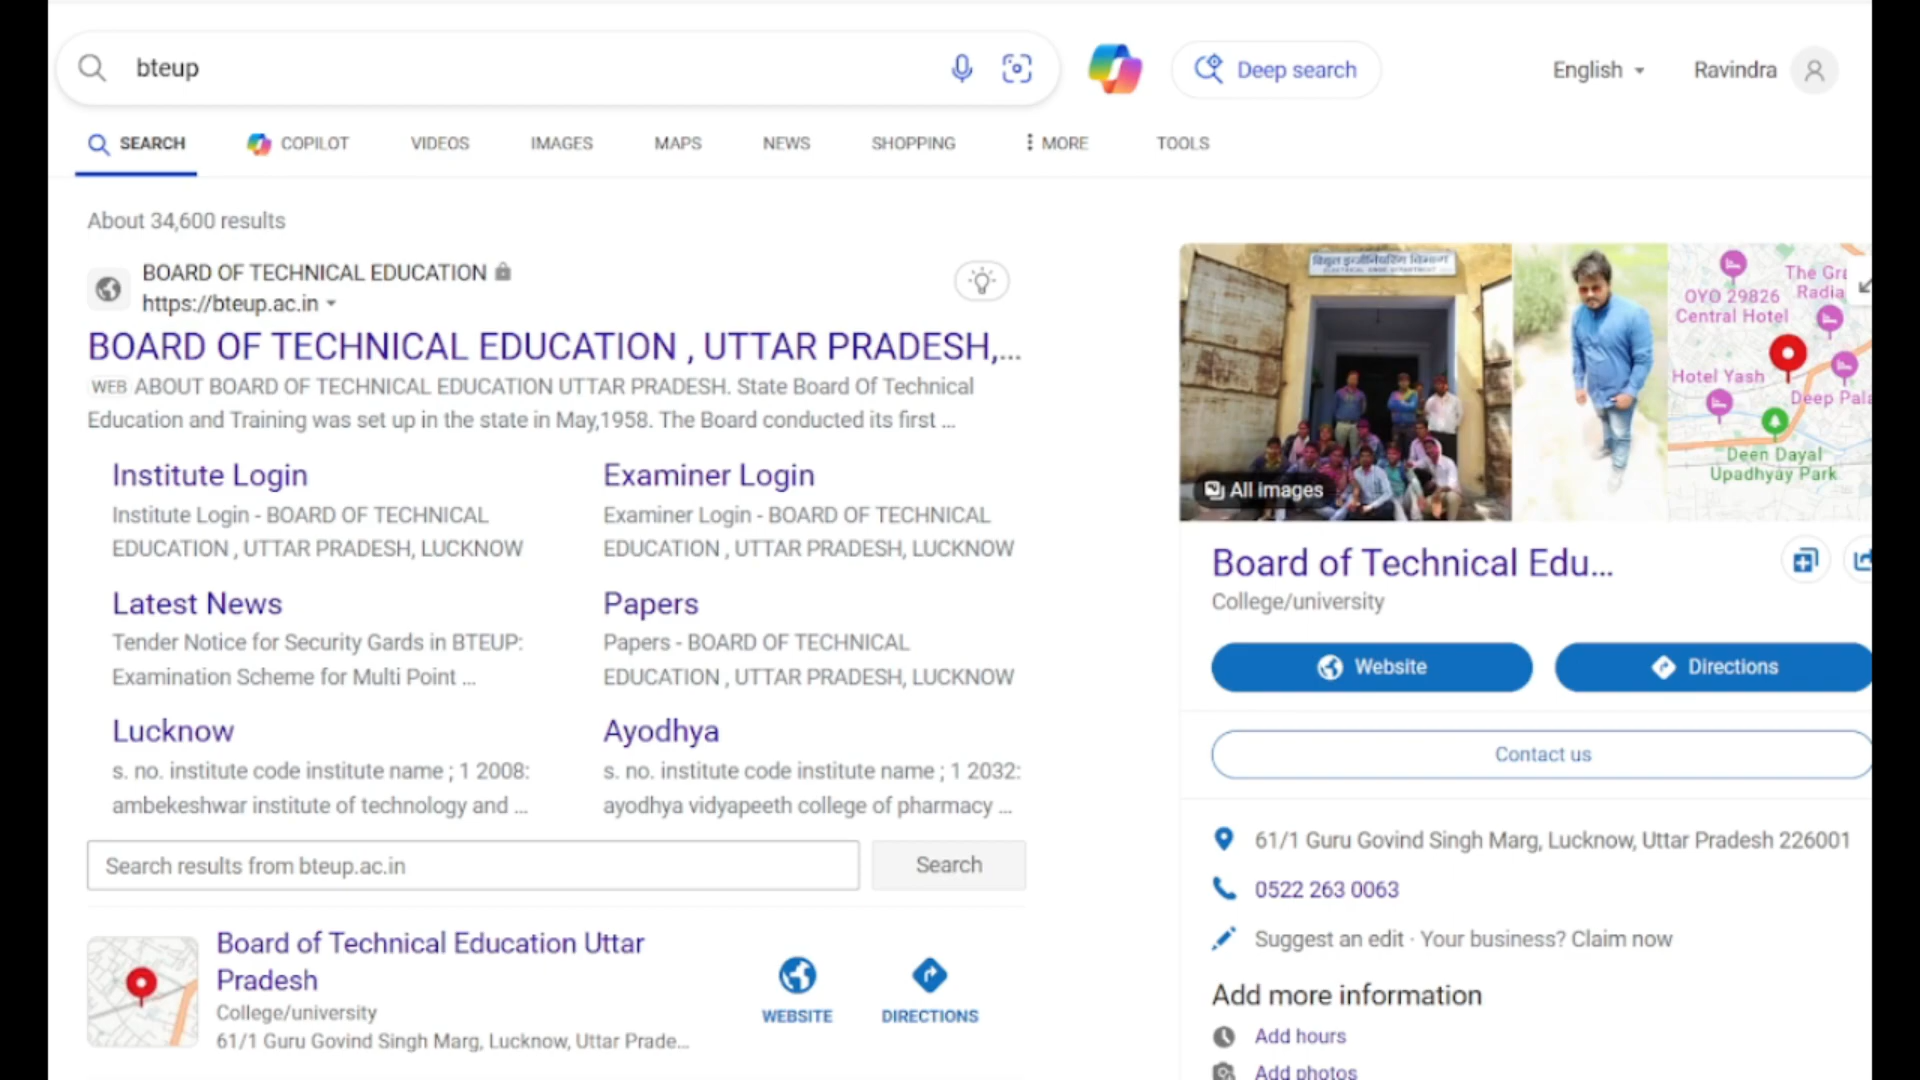 bteup
Deep search
English
Ravindra
SEARCH
COPILOT
VIDEOS
IMAGES
MAPS
NEWS
SHOPPING
MORE
TOOLS
About 34,600 results
BOARD OF TECHNICAL EDUCATION
https://bteup.ac.in
BOARD OF TECHNICAL EDUCATION , UTTAR PRADESH,...
WEB ABOUT BOARD OF TECHNICAL EDUCATION UTTAR PRADESH. State Board Of Technical
Education and Training was set up in the state in May,1958. The Board conducted its first ...
Institute Login
Institute Login - BOARD OF TECHNICAL
EDUCATION , UTTAR PRADESH, LUCKNOW
Examiner Login
Examiner Login - BOARD OF TECHNICAL
EDUCATION , UTTAR PRADESH, LUCKNOW
Latest News
Tender Notice for Security Gards in BTEUP:
Examination Scheme for Multi Point ...
Papers
Papers - BOARD OF TECHNICAL
EDUCATION , UTTAR PRADESH, LUCKNOW
Lucknow
s. no. institute code institute name ; 1 2008:
ambekeshwar institute of technology and ...
Ayodhya
s. no. institute code institute name ; 1 2032:
ayodhya vidyapeeth college of pharmacy ...
Search results from bteup.ac.in
Search
Board of Technical Education Uttar
Pradesh
College/university
61/1 Guru Govind Singh Marg, Lucknow, Uttar Prade...
WEBSITE
DIRECTIONS
विद्युत इन्जीनियरिंग विभाग
All images
The Gra
Radia
OYO 29826
Central Hotel
Hotel Yash
Deep Pala
Deen Dayal
Upadhyay Park
Board of Technical Edu...
College/university
Website
Directions
Contact us
61/1 Guru Govind Singh Marg, Lucknow, Uttar Pradesh 226001
0522 263 0063
Suggest an edit · Your business? Claim now
Add more information
Add hours
Add photos